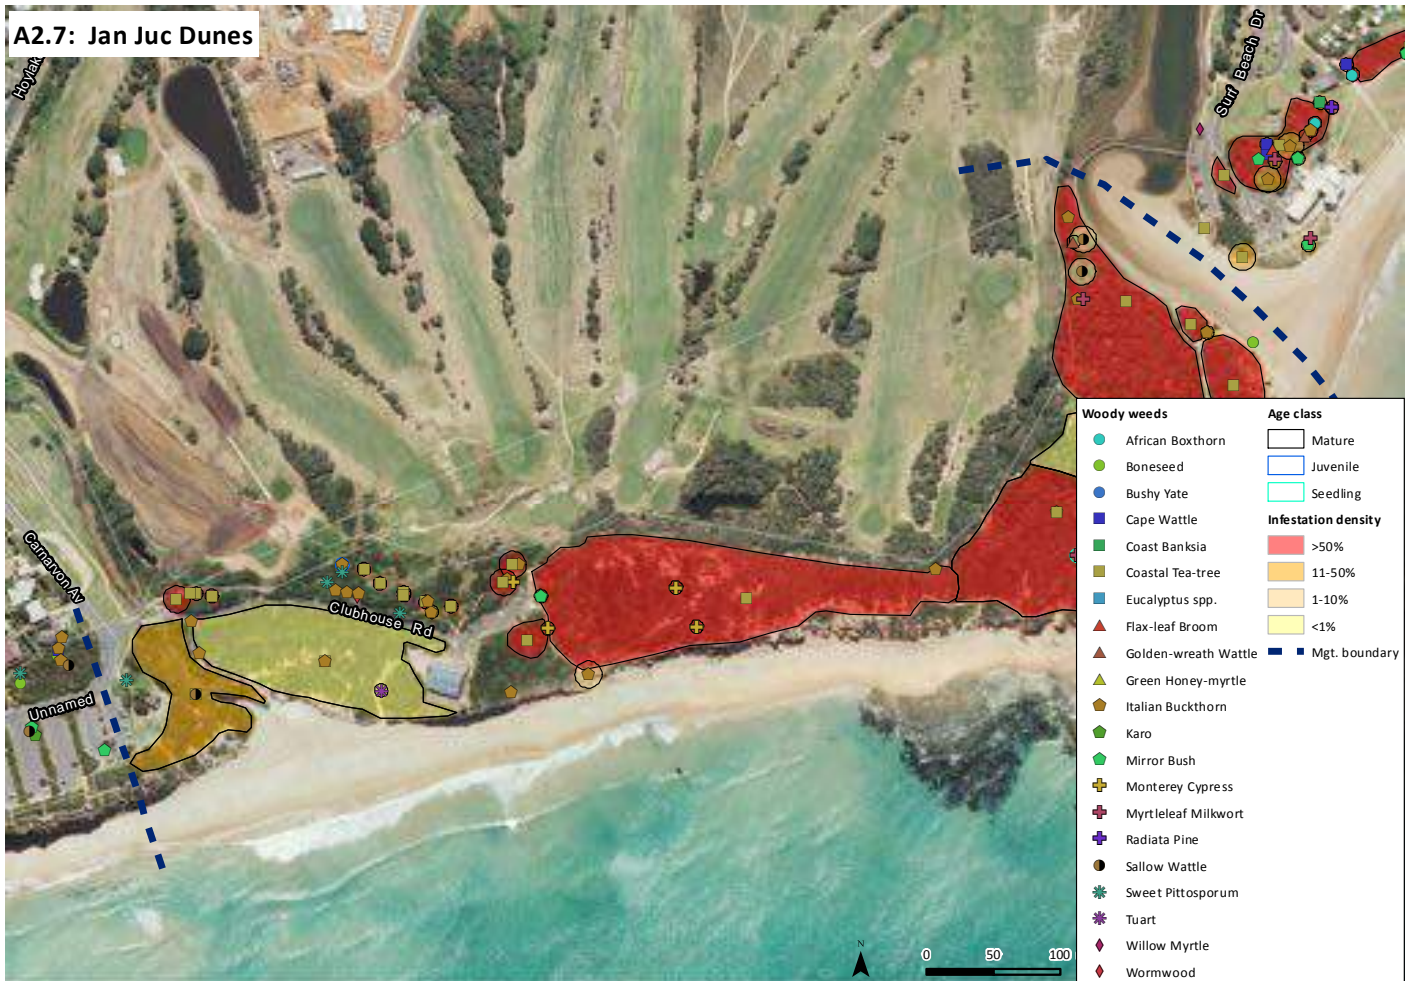 A2.7: Jan Juc Dunes
Surf Beach Dr
Carnarvon Av
Clubhouse Rd
Unnamed
Woody weeds
African Boxthorn
Boneseed
Bushy Yate
Cape Wattle
Coast Banksia
Coastal Tea-tree
Eucalyptus spp.
Flax-leaf Broom
Golden-wreath Wattle
Green Honey-myrtle
Italian Buckthorn
Karo
Mirror Bush
Monterey Cypress
Myrtleleaf Milkwort
Radiata Pine
Sallow Wattle
Sweet Pittosporum
Tuart
Willow Myrtle
Wormwood
Age class
Mature
Juvenile
Seedling
Infestation density
>50%
11-50%
1-10%
<1%
Mgt. boundary
N
0 50 100